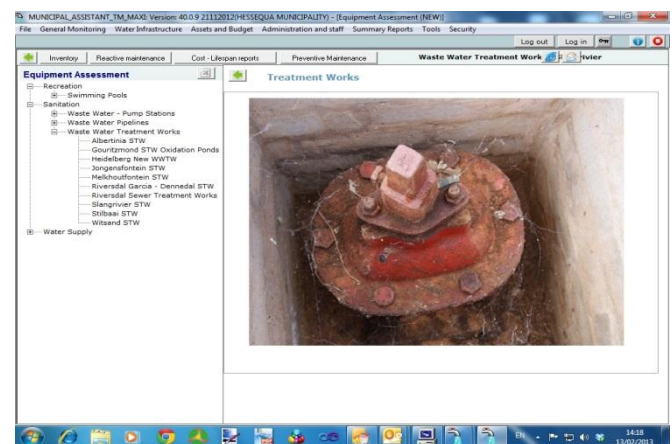 MUNICIPAL_ASSISTANT_TM_MAXI: Version: 40.0.9 21112012(HESSEQUA MUNICIPALITY) - [Equipment Assessment (NEW)]
File General Monitoring Water Infrastructure Assets and Budget Administration and staff Summary Reports Tools Security
Log out Log in
Inventory Reactive maintenance Cost - Lifespan reports Preventive Maintenance Waste Water Treatment Work ivier
Equipment Assessment
Treatment Works
Recreation
Swimming Pools
Sanitation
Waste Water - Pump Stations
Waste Water Pipelines
Waste Water Treatment Works
Albertinia STW
Gouritzmond STW Oxidation Ponds
Heidelberg New WWTW
Jongensfontein STW
Melkhoutfontein STW
Riversdal Garcia - Dennedal STW
Riversdal Sewer Treatment Works
Slangrivier STW
Stilbaai STW
Witsand STW
Water Supply
EN
14:18
13/02/2013